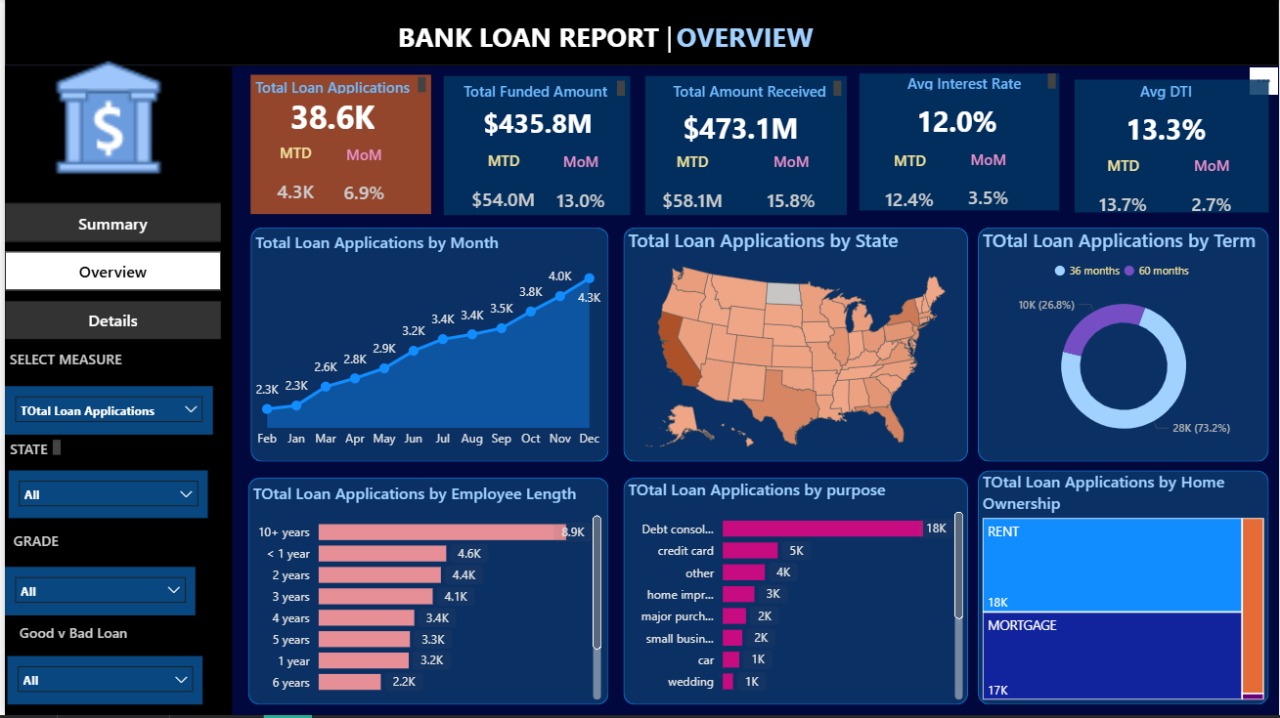 BANK LOAN REPORT | OVERVIEW
Summary
Overview
Details
SELECT MEASURE
TOtal Loan Applications
STATE
All
GRADE
All
Good v Bad Loan
All
Total Loan Applications
38.6K
MTD MoM
4.3K 6.9%
Total Funded Amount
$435.8M
MTD MoM
$54.0M 13.0%
Total Amount Received
$473.1M
MTD MoM
$58.1M 15.8%
Avg Interest Rate
12.0%
MTD MoM
12.4% 3.5%
Avg DTI
13.3%
MTD MoM
13.7% 2.7%
Total Loan Applications by Month
2.3K 2.3K 2.6K 2.8K 2.9K 3.2K 3.4K 3.4K 3.5K 3.8K 4.0K 4.3K
Feb Jan Mar Apr May Jun Jul Aug Sep Oct Nov Dec
Total Loan Applications by State
TOtal Loan Applications by Term
36 months 60 months
10K (26.8%)
28K (73.2%)
TOtal Loan Applications by Employee Length
10+ years 8.9K
< 1 year 4.6K
2 years 4.4K
3 years 4.1K
4 years 3.4K
5 years 3.3K
1 year 3.2K
6 years 2.2K
TOtal Loan Applications by purpose
Debt consol... 18K
credit card 5K
other 4K
home impr... 3K
major purch... 2K
small busin... 2K
car 1K
wedding 1K
TOtal Loan Applications by Home
Ownership
RENT
18K
MORTGAGE
17K